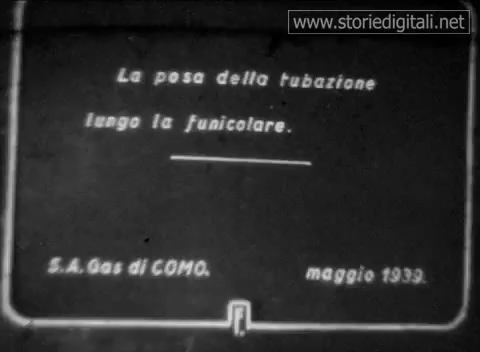 www.storiedigitali.net
La posa della tubazione
lungo la funicolare.
S.A. Gas di COMO. maggio 1939.
F.